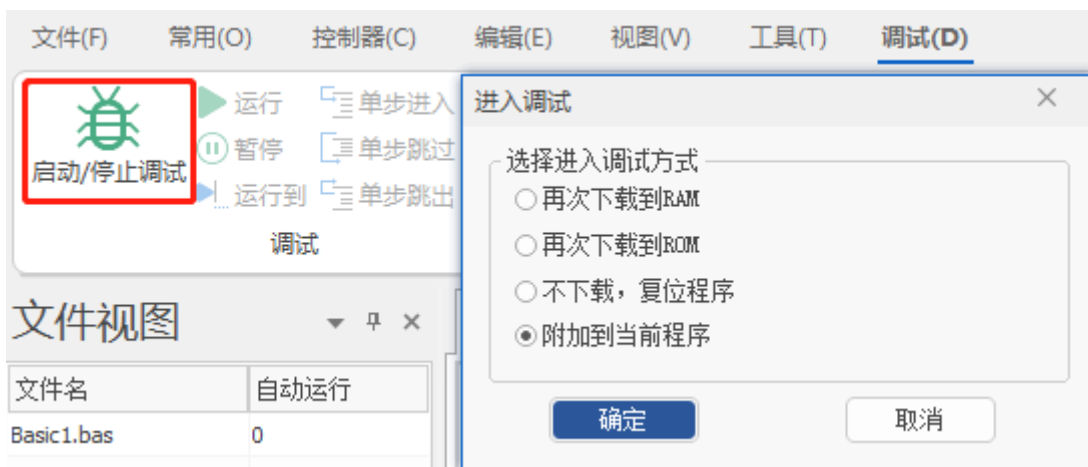 文件(F) 常用(O) 控制器(C) 编辑(E) 视图(V) 工具(T) 调试(D)
启动/停止调试
运行 单步进入
暂停 单步跳过
运行到 单步跳出
调试
进入调试
选择进入调试方式
再次下载到RAM
再次下载到ROM
不下载，复位程序
附加到当前程序
确定 取消
文件视图
文件名 自动运行
Basic1.bas 0